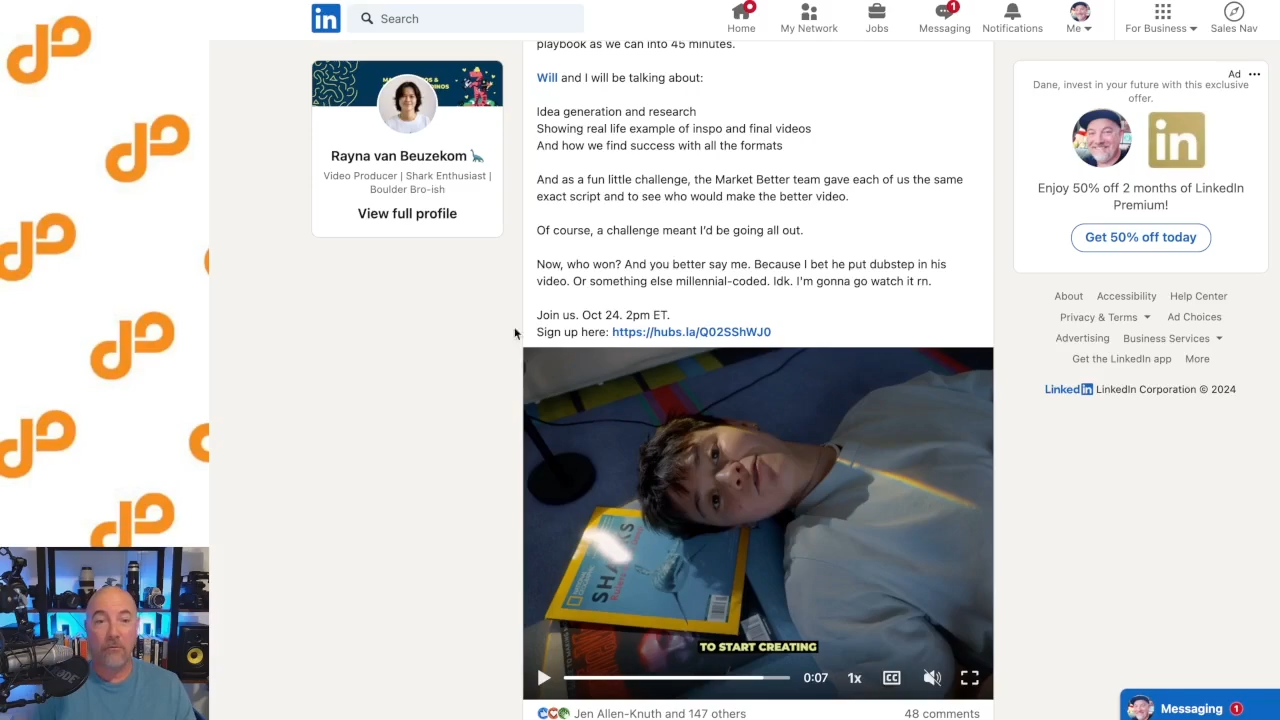 in
Search
Home
My Network
Jobs
1
Messaging
Notifications
Me
For Business
Sales Nav
playbook as we can into 45 minutes.
Will and I will be talking about:
Idea generation and research
Showing real life example of inspo and final videos
And how we find success with all the formats
And as a fun little challenge, the Market Better team gave each of us the same
exact script and to see who would make the better video.
Of course, a challenge meant I'd be going all out.
Now, who won? And you better say me. Because I bet he put dubstep in his
video. Or something else millennial-coded. Idk. I'm gonna go watch it rn.
Join us. Oct 24. 2pm ET.
Sign up here: https://hubs.la/Q02SShWJ0
Rayna van Beuzekom
Video Producer | Shark Enthusiast |
Boulder Bro-ish
View full profile
NATIONAL GEOGRAPHIC
SHARKS
TO START CREATING
0:07
1x
CC
Jen Allen-Knuth and 147 others
48 comments
Ad
Dane, invest in your future with this exclusive
offer.
in
Enjoy 50% off 2 months of LinkedIn
Premium!
Get 50% off today
About
Accessibility
Help Center
Privacy & Terms
Ad Choices
Advertising
Business Services
Get the LinkedIn app
More
LinkedIn LinkedIn Corporation © 2024
Messaging 1